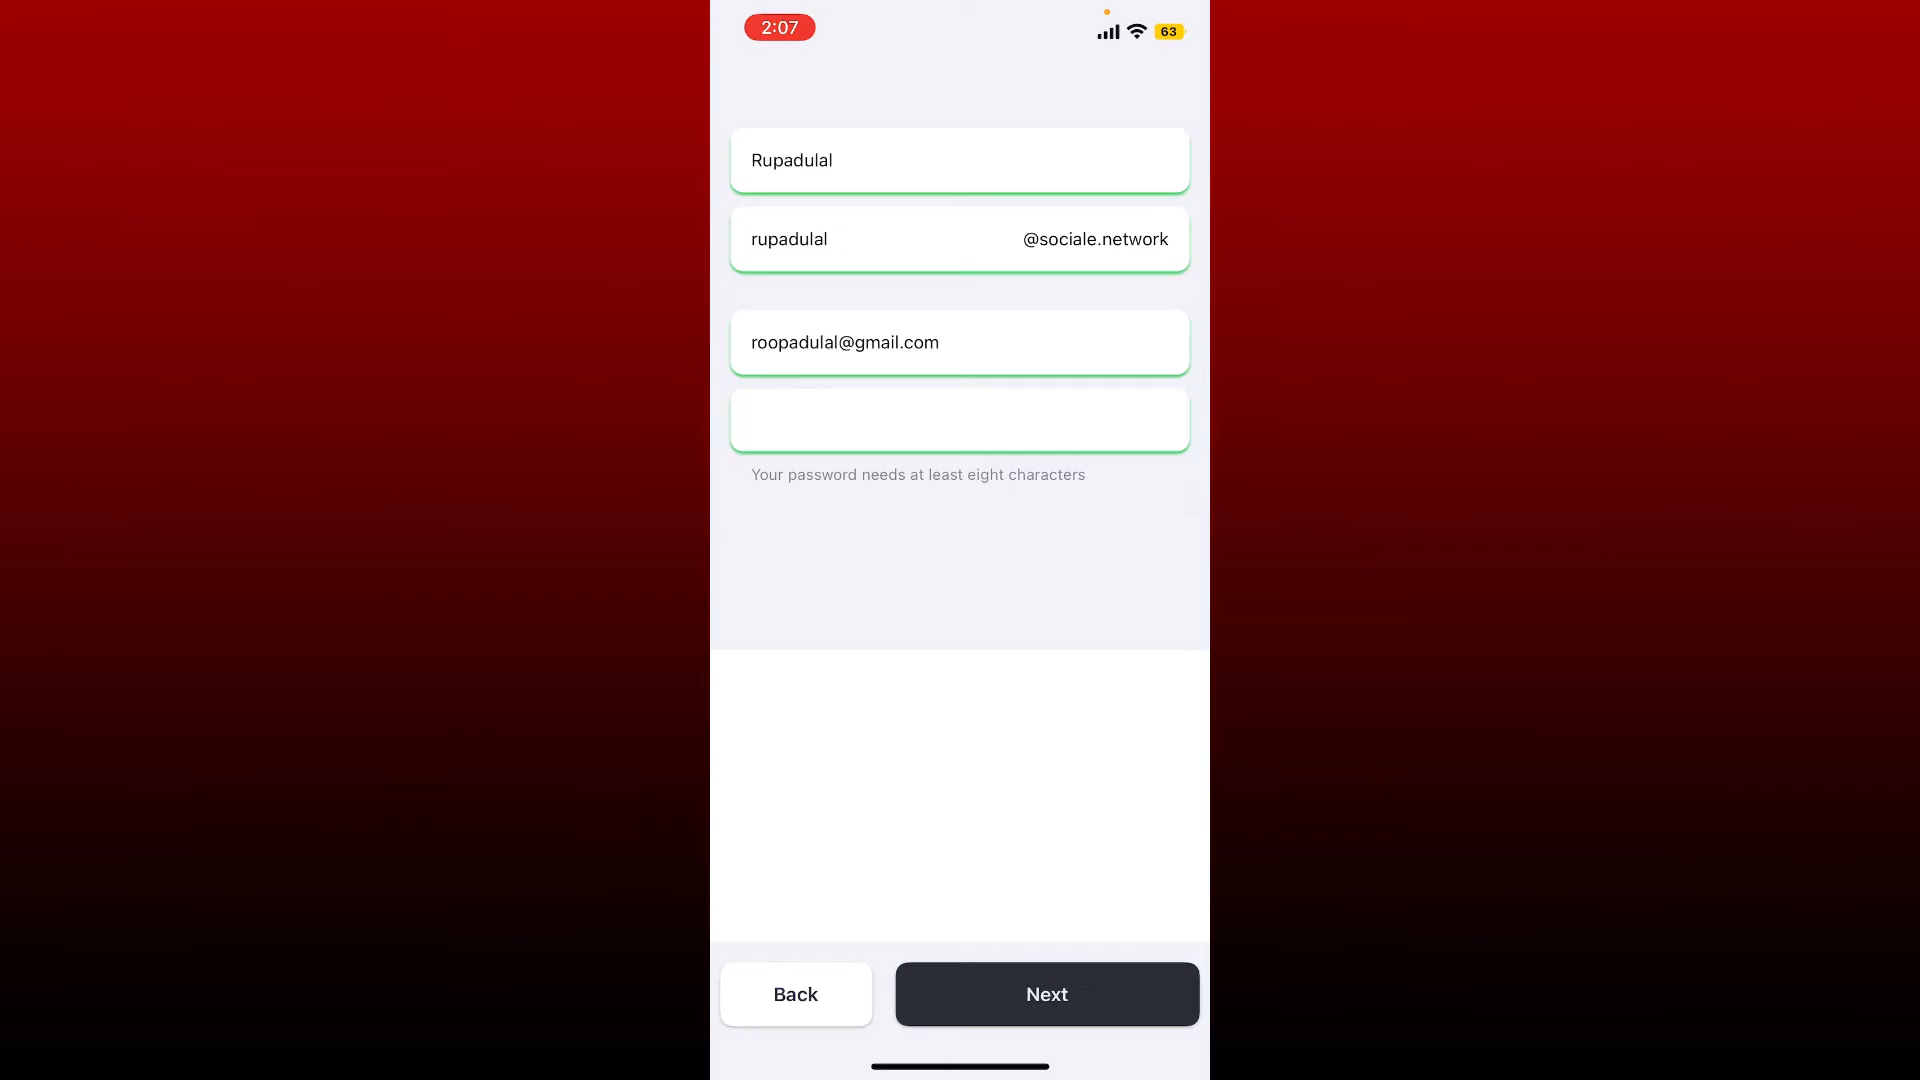 2:07
63
Rupadulal
rupadulal @sociale.network
roopadulal@gmail.com
Your password needs at least eight characters
Back
Next